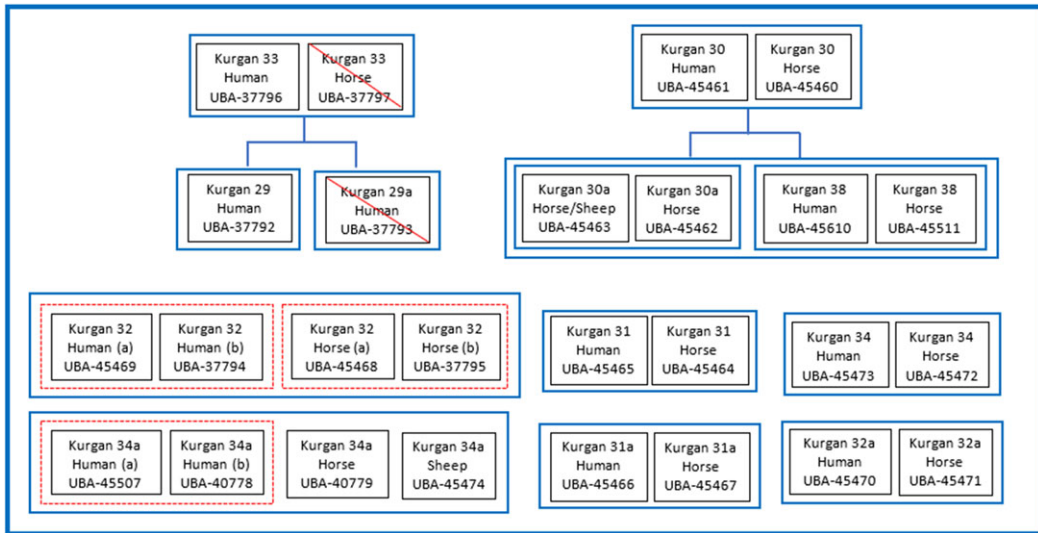 Kurgan 33
Human
UBA-37796
Kurgan 33
Horse
UBA-37797
Kurgan 30
Human
UBA-45461
Kurgan 30
Horse
UBA-45460
Kurgan 29
Human
UBA-37792
Kurgan 29a
Human
UBA-37793
Kurgan 30a
Horse/Sheep
UBA-45463
Kurgan 30a
Horse
UBA-45462
Kurgan 38
Human
UBA-45610
Kurgan 38
Horse
UBA-45511
Kurgan 32
Human (a)
UBA-45469
Kurgan 32
Human (b)
UBA-37794
Kurgan 32
Horse (a)
UBA-45468
Kurgan 32
Horse (b)
UBA-37795
Kurgan 31
Human
UBA-45465
Kurgan 31
Horse
UBA-45464
Kurgan 34
Human
UBA-45473
Kurgan 34
Horse
UBA-45472
Kurgan 34a
Human (a)
UBA-45507
Kurgan 34a
Human (b)
UBA-40778
Kurgan 34a
Horse
UBA-40779
Kurgan 34a
Sheep
UBA-45474
Kurgan 31a
Human
UBA-45466
Kurgan 31a
Horse
UBA-45467
Kurgan 32a
Human
UBA-45470
Kurgan 32a
Horse
UBA-45471